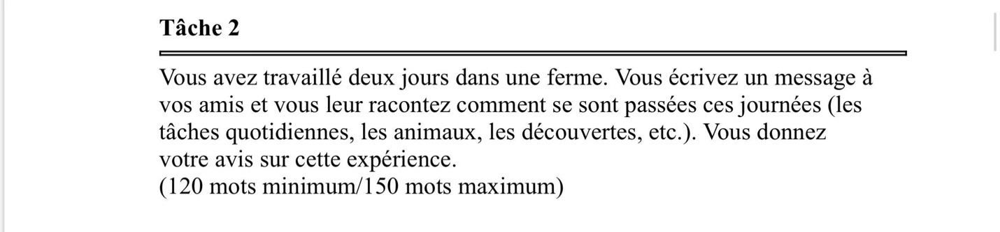 Tâche 2
Vous avez travaillé deux jours dans une ferme. Vous écrivez un message à
vos amis et vous leur racontez comment se sont passées ces journées (les
tâches quotidiennes, les animaux, les découvertes, etc.). Vous donnez
votre avis sur cette expérience.
(120 mots minimum/150 mots maximum)